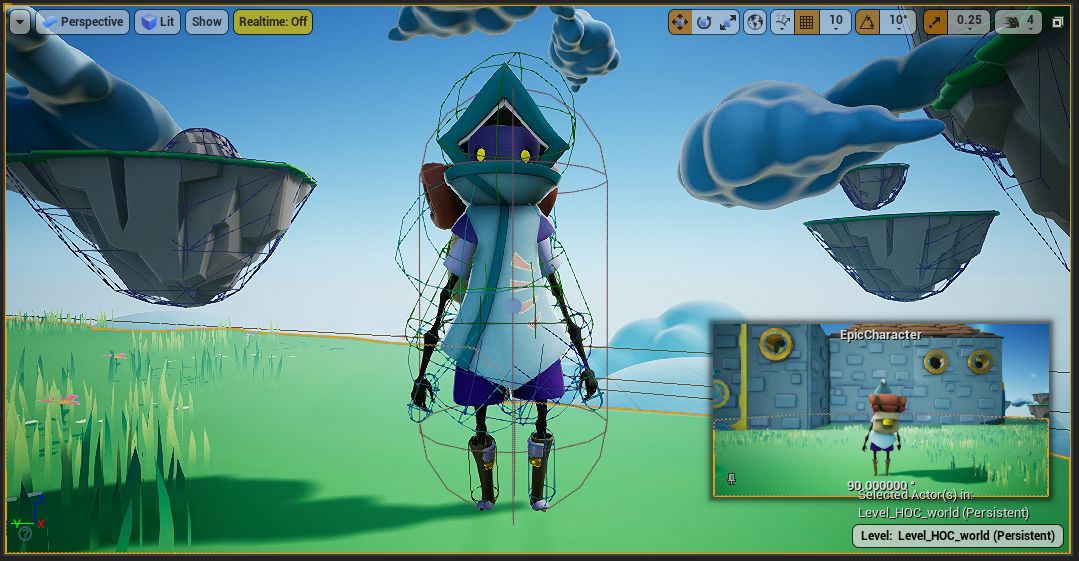 Perspective Lit Show Realtime: Off 10 10° 0.25 4
EpicCharacter
90.000000 °
Selected Actor(s) in:
Level_HOC_world (Persistent)
Level: Level_HOC_world (Persistent)
Z
Y X
?